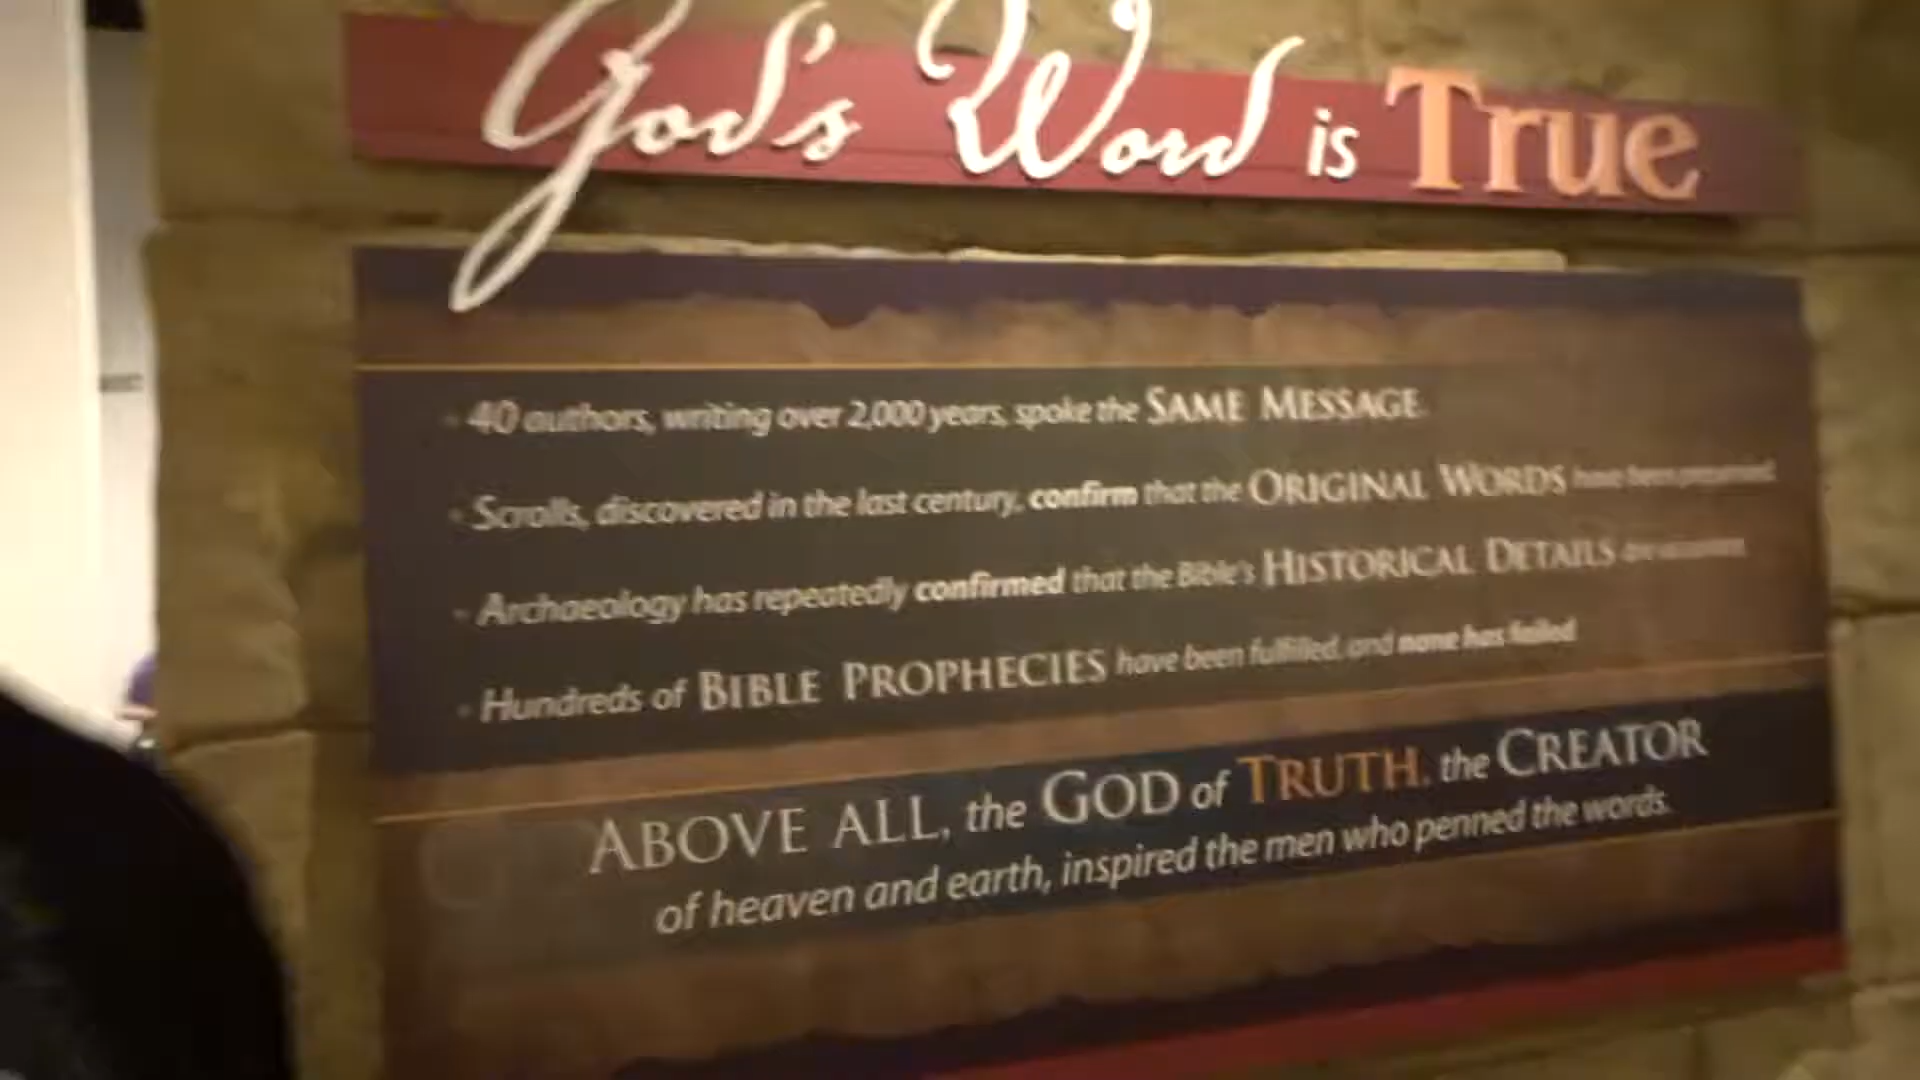 God's Word is True
• 40 authors, writing over 2,000 years, spoke the SAME MESSAGE.
• Scrolls, discovered in the last century, confirm that the ORIGINAL WORDS have been preserved.
• Archaeology has repeatedly confirmed that the Bible's HISTORICAL DETAILS are accurate.
• Hundreds of BIBLE PROPHECIES have been fulfilled, and none has failed.
ABOVE ALL, the GOD of TRUTH, the CREATOR
of heaven and earth, inspired the men who penned the words.